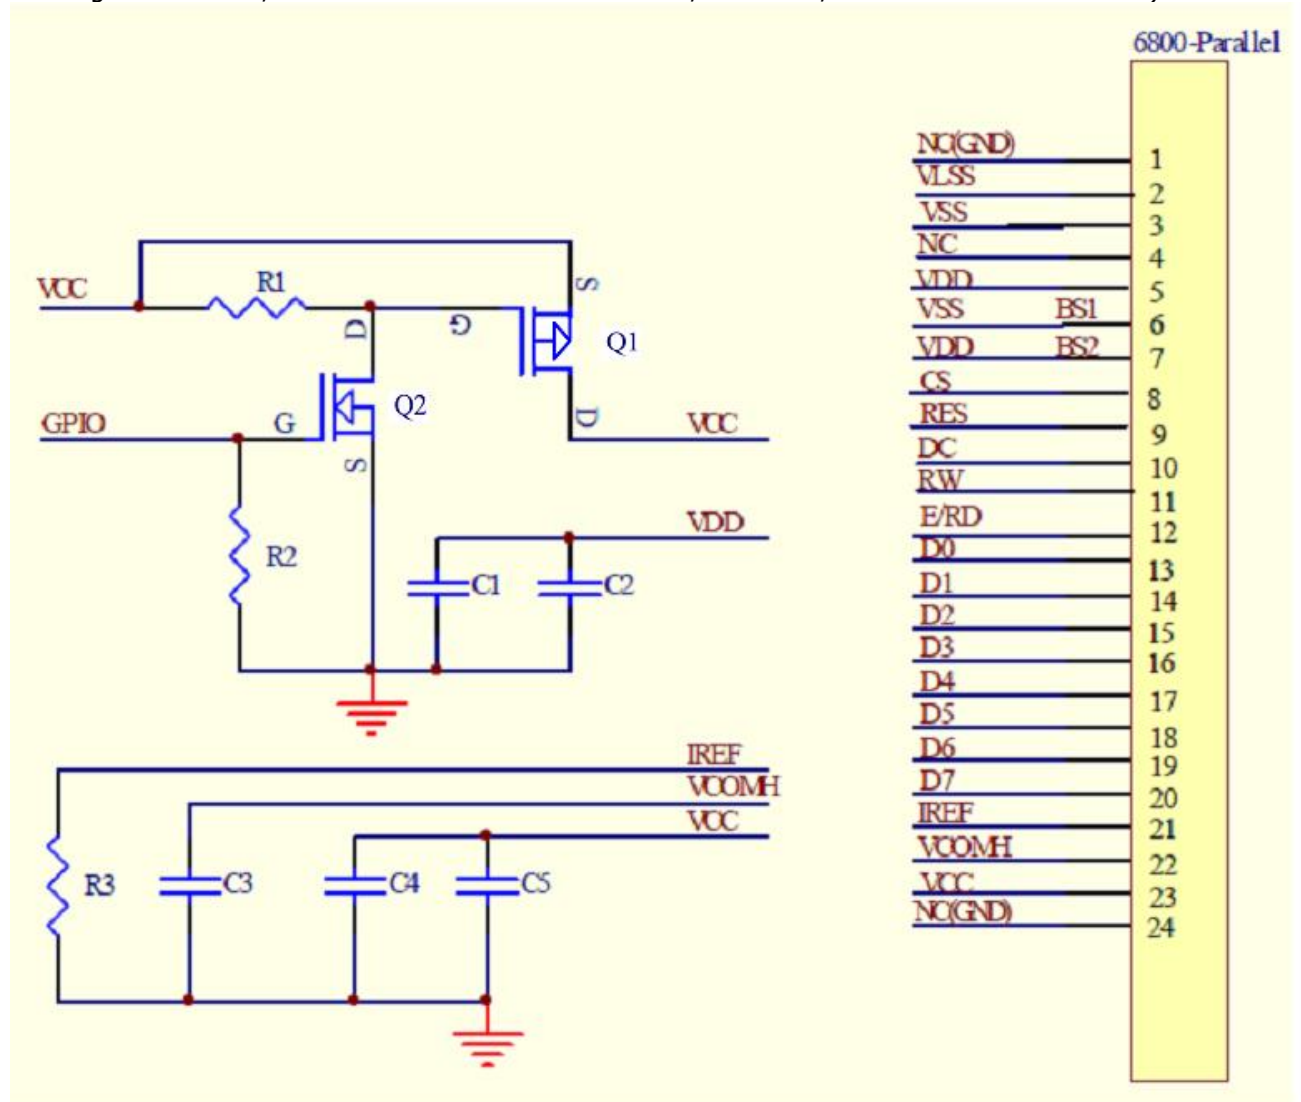 6800-Parallel
NC(GND) 1
VLSS 2
VSS 3
NC 4
VDD 5
VSS BS1 6
VDD BS2 7
CS 8
RES 9
DC 10
RW 11
E/RD 12
D0 13
D1 14
D2 15
D3 16
D4 17
D5 18
D6 19
D7 20
IREF 21
VCOMH 22
VCC 23
NC(GND) 24
VCC
R1
S
D
G
Q1
Q2
GPIO
G
D
VCC
S
VDD
R2
C1
C2
IREF
VCOMH
VCC
R3
C3
C4
C5